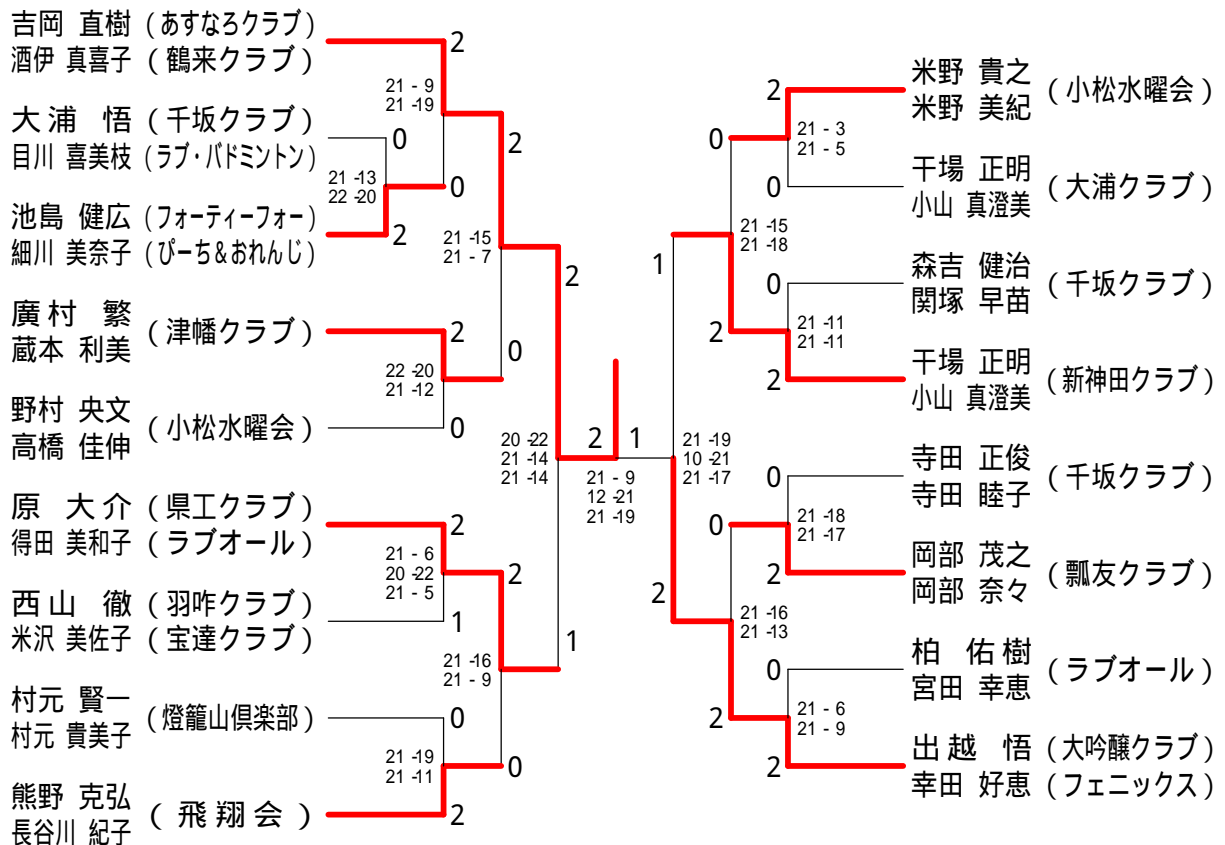 吉岡 直樹 (あすなろクラブ)
酒伊 真喜子 (鶴来クラブ)
2
21 - 9
21 -19
大浦 悟 (千坂クラブ)
目川 喜美枝 (ラブ・バドミントン)
0
2
21 -13
22 -20
0
池島 健広 (フォーティーフォー)
細川 美奈子 (ぴーち&おれんじ)
2
21 -15
21 - 7
2
廣村 繁
蔵本 利美
(津幡クラブ)
2
0
22 -20
21 -12
野村 央文
高橋 佳伸
(小松水曜会)
0
20 -22
21 -14
21 -14
2
1
21 - 9
12 -21
21 -19
原 大介 (県工クラブ)
得田 美和子 (ラブオール)
2
21 - 6
20 -22
21 - 5
2
西山 徹 (羽咋クラブ)
米沢 美佐子 (宝達クラブ)
1
1
21 -16
21 - 9
村元 賢一
村元 貴美子
(燈籠山倶楽部)
0
21 -19
21 -11
0
熊野 克弘
長谷川 紀子
(飛翔会)
2
米野 貴之
米野 美紀
(小松水曜会)
2
0
21 - 3
21 - 5
干場 正明
小山 真澄美
(大浦クラブ)
0
21 -15
21 -18
1
森吉 健治
関塚 早苗
(千坂クラブ)
0
2
21 -11
21 -11
干場 正明
小山 真澄美
(新神田クラブ)
2
21 -19
10 -21
21 -17
寺田 正俊
寺田 睦子
(千坂クラブ)
0
0
21 -18
21 -17
岡部 茂之
岡部 奈々
(瓢友クラブ)
2
2
21 -16
21 -13
柏 佑樹
宮田 幸恵
(ラブオール)
0
2
21 - 6
21 - 9
出越 悟 (大吟醸クラブ)
幸田 好恵 (フェニックス)
2